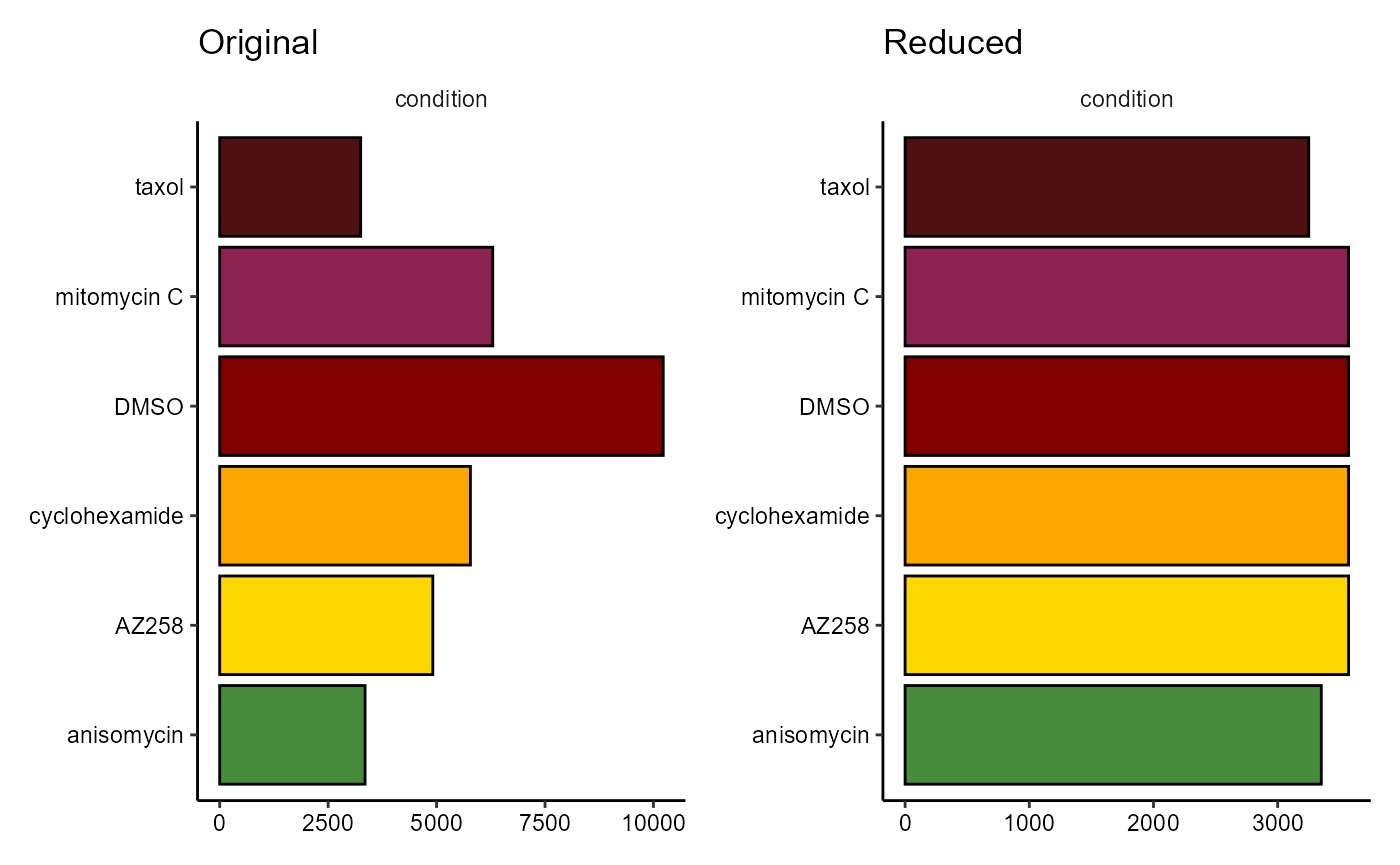 Original
condition
taxol
mitomycin C
DMSO
cyclohexamide
AZ258
anisomycin
0 2500 5000 7500 10000
Reduced
condition
taxol
mitomycin C
DMSO
cyclohexamide
AZ258
anisomycin
0 1000 2000 3000